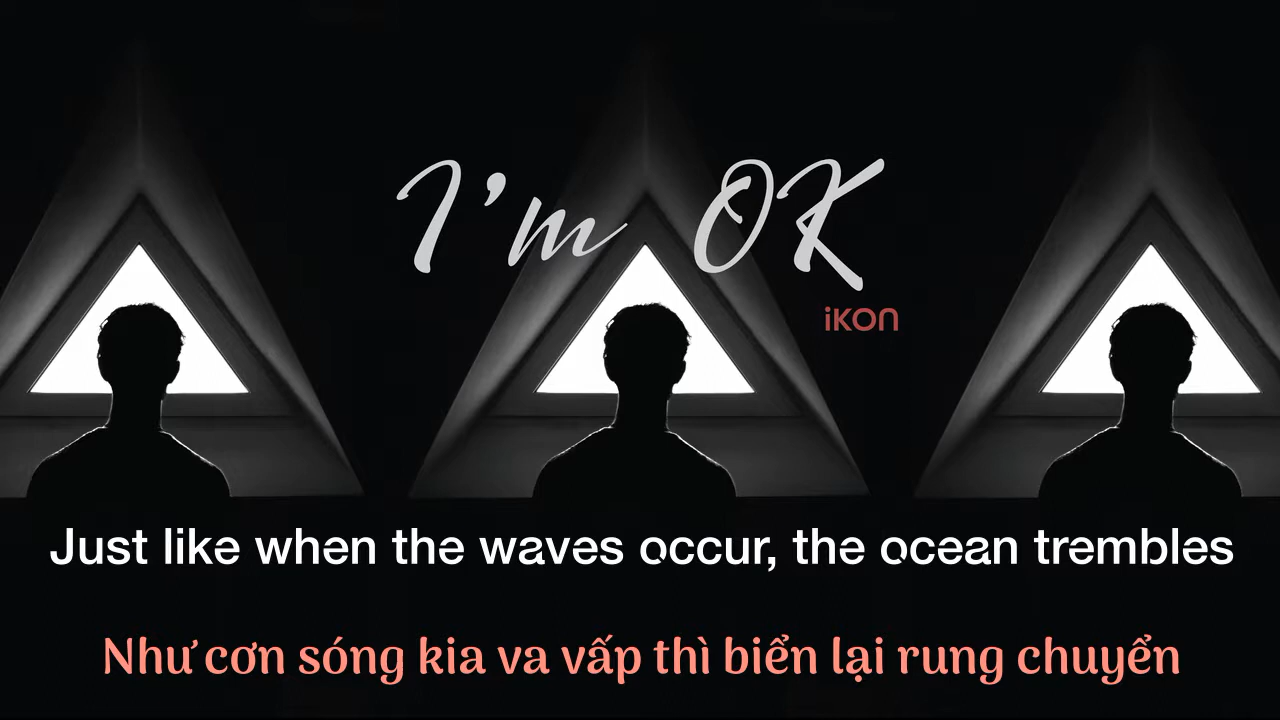 I'm OK
iKON
Just like when the waves occur, the ocean trembles
Như cơn sóng kia va vấp thì biển lại rung chuyển